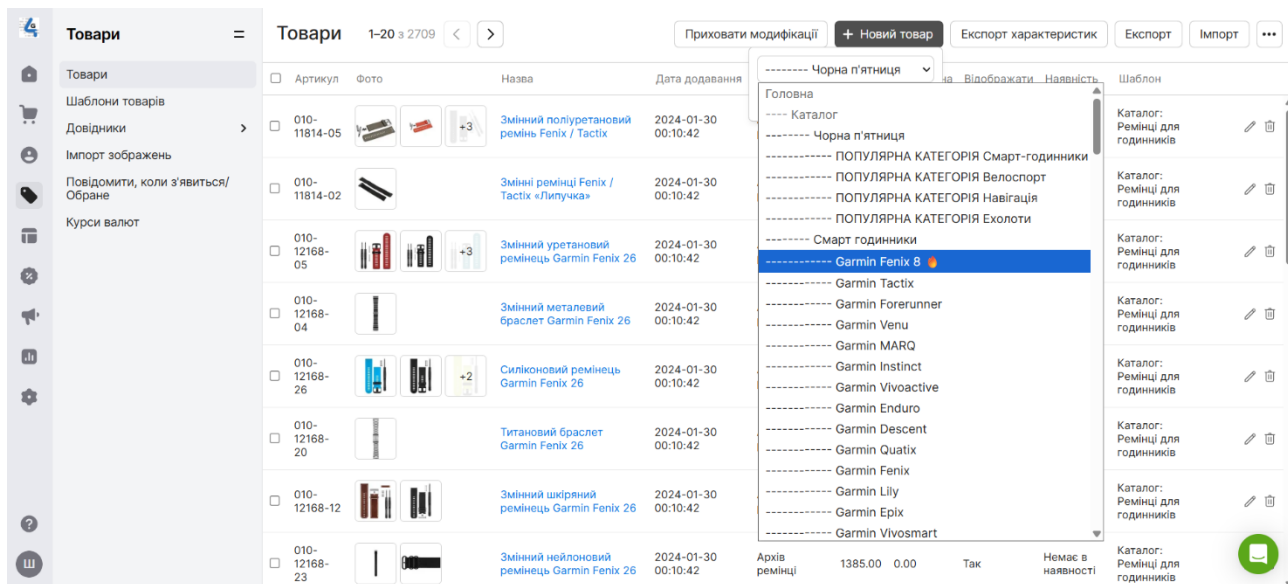 Товари
Товари
Шаблони товарів
Довідники
Імпорт зображень
Повідомити, коли з'явиться/
Обране
Курси валют
Ш
Товари 1–20 з 2709
Приховати модифікації + Новий товар Експорт характеристик Експорт Імпорт
Артикул Фото Назва Дата додавання на Відображати Наявність Шаблон
-------- Чорна п'ятниця
Головна
---- Каталог
-------- Чорна п'ятниця
------------ ПОПУЛЯРНА КАТЕГОРІЯ Смарт-годинники
------------ ПОПУЛЯРНА КАТЕГОРІЯ Велоспорт
------------ ПОПУЛЯРНА КАТЕГОРІЯ Навігація
------------ ПОПУЛЯРНА КАТЕГОРІЯ Ехолоти
-------- Смарт годинники
------------ Garmin Fenix 8 🔥
------------ Garmin Tactix
------------ Garmin Forerunner
------------ Garmin Venu
------------ Garmin MARQ
------------ Garmin Instinct
------------ Garmin Vivoactive
------------ Garmin Enduro
------------ Garmin Descent
------------ Garmin Quatix
------------ Garmin Fenix
------------ Garmin Lily
------------ Garmin Epix
------------ Garmin Vivosmart
010-
11814-05
+3
Змінний поліуретановий
ремінь Fenix / Tactix
2024-01-30
00:10:42
Каталог:
Ремінці для
годинників
010-
11814-02
Змінні ремінці Fenix /
Tactix «Липучка»
2024-01-30
00:10:42
Каталог:
Ремінці для
годинників
010-
12168-
05
+3
Змінний уретановий
ремінець Garmin Fenix 26
2024-01-30
00:10:42
Каталог:
Ремінці для
годинників
010-
12168-
04
Змінний металевий
браслет Garmin Fenix 26
2024-01-30
00:10:42
Каталог:
Ремінці для
годинників
010-
12168-
26
+2
Силіконовий ремінець
Garmin Fenix 26
2024-01-30
00:10:42
Каталог:
Ремінці для
годинників
010-
12168-
20
Титановий браслет
Garmin Fenix 26
2024-01-30
00:10:42
Каталог:
Ремінці для
годинників
010-
12168-12
Змінний шкіряний
ремінець Garmin Fenix 26
2024-01-30
00:10:42
Каталог:
Ремінці для
годинників
010-
12168-
23
Змінний нейлоновий
ремінець Garmin Fenix 26
2024-01-30
00:10:42
Архів
ремінці
1385.00 0.00
Так
Немає в
наявності
Каталог:
Ремінці для
годинників